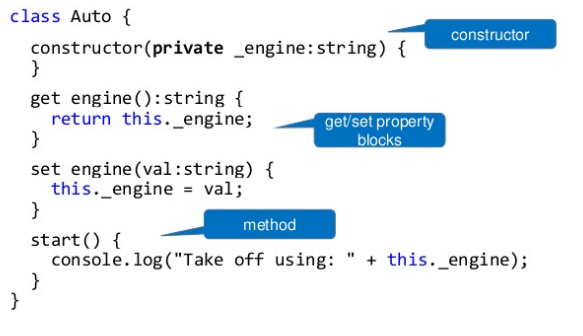 class Auto {
constructor(private _engine:string) {
constructor
}
get engine():string {
return this._engine;
get/set property
blocks
}
set engine(val:string) {
this._engine = val;
}
method
start() {
console.log("Take off using: " + this._engine);
}
}